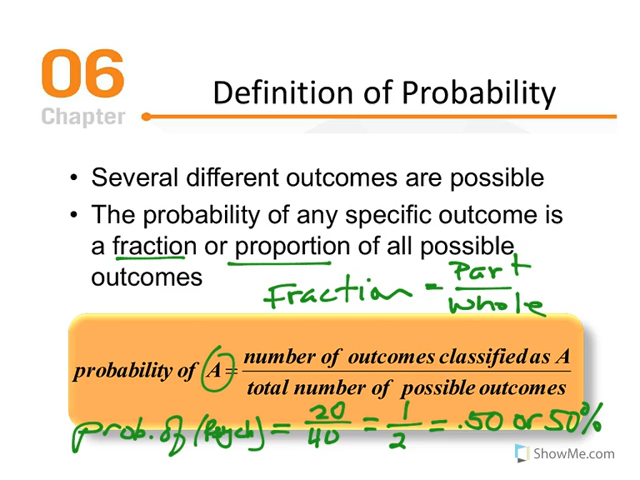 06
Chapter
Definition of Probability
• Several different outcomes are possible
• The probability of any specific outcome is
a fraction or proportion of all possible
outcomes
Fraction = Part / Whole
probability of A = number of outcomes classified as A / total number of possible outcomes
prob. of (Psych) = 20/40 = 1/2 = .50 or 50%
ShowMe.com